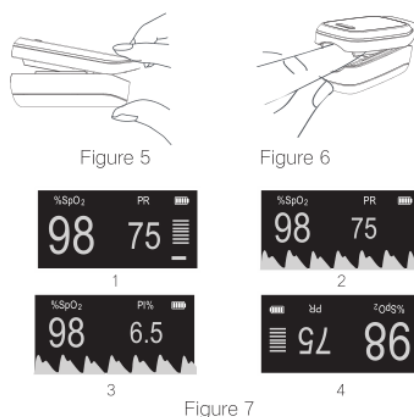 Figure 5
Figure 6
%SpO₂ PR
98 75
1
%SpO₂ PR
98 75
2
%SpO₂ PI%
98 6.5
3
%SpO₂ PR
98 75
4
Figure 7